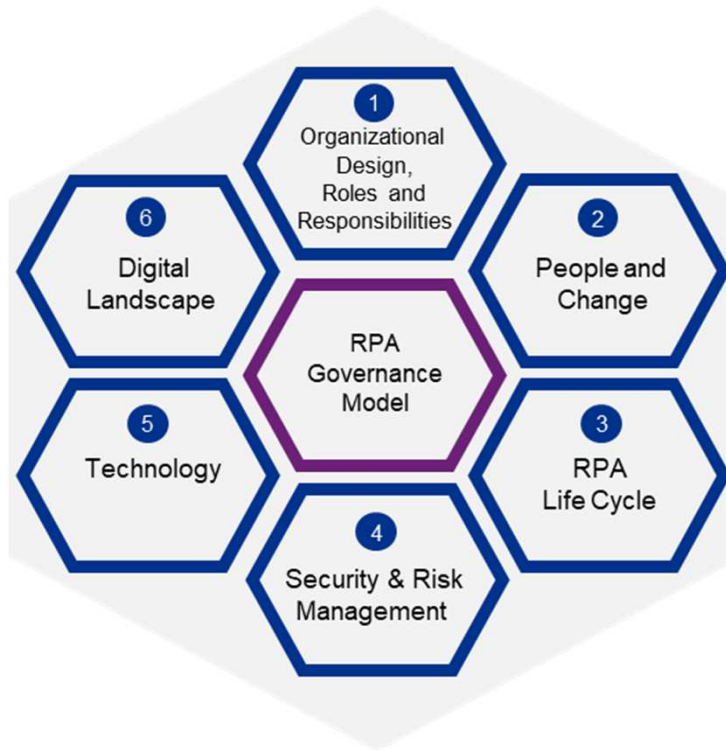 1
Organizational
Design,
Roles and
Responsibilities
2
People and
Change
3
RPA
Life Cycle
4
Security & Risk
Management
5
Technology
6
Digital
Landscape
RPA
Governance
Model